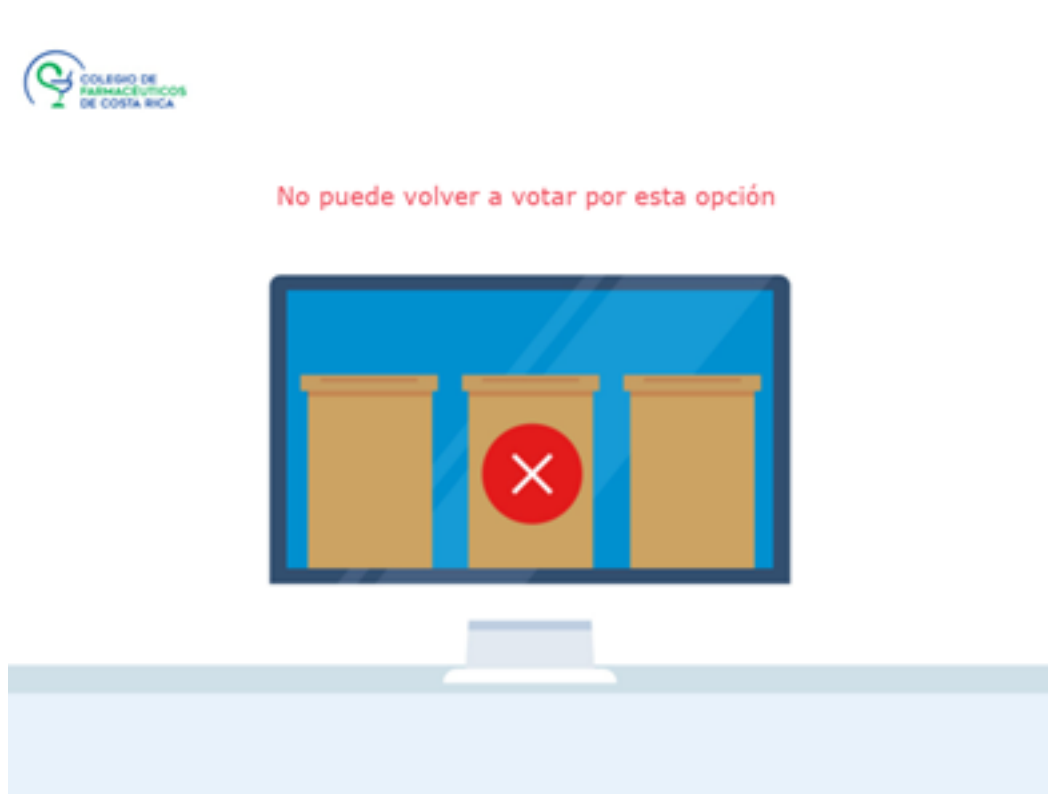 COLEGIO DE
FARMACÉUTICOS
DE COSTA RICA
No puede volver a votar por esta opción